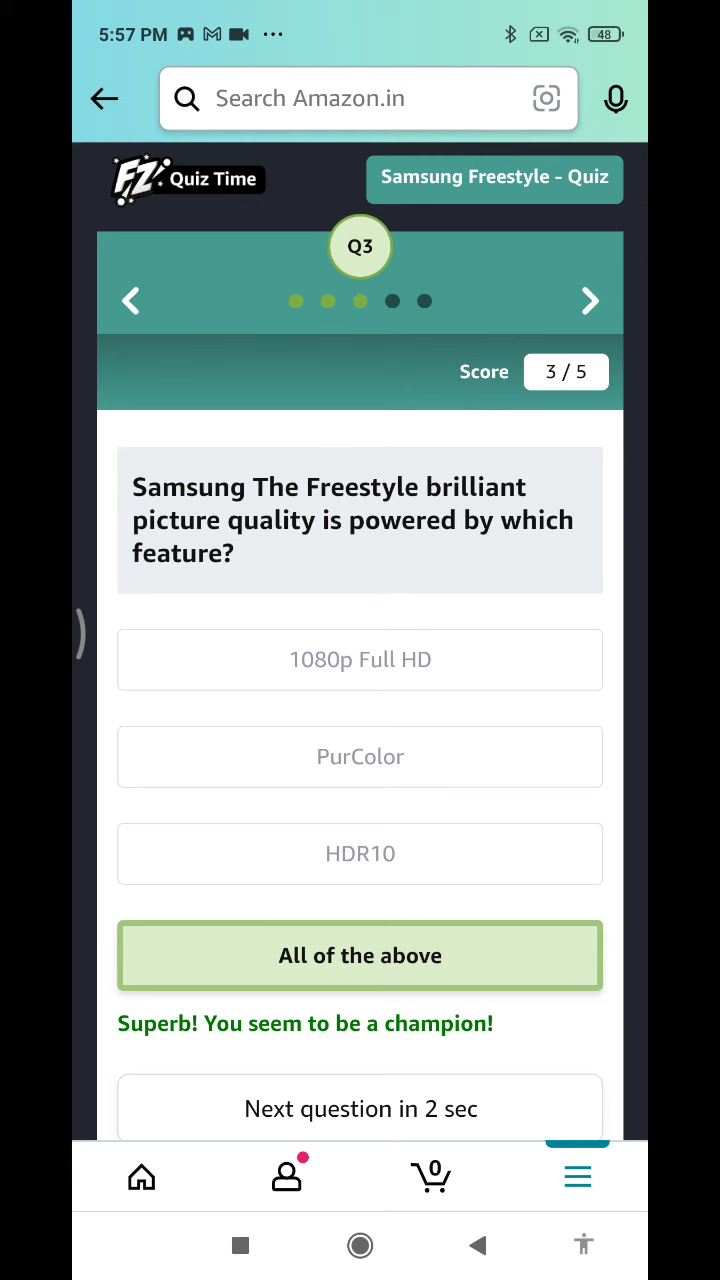 5:57 PM
48
Search Amazon.in
FZ Quiz Time
Samsung Freestyle - Quiz
Q3
Score 3 / 5
Samsung The Freestyle brilliant
picture quality is powered by which
feature?
1080p Full HD
PurColor
HDR10
All of the above
Superb! You seem to be a champion!
Next question in 2 sec
0